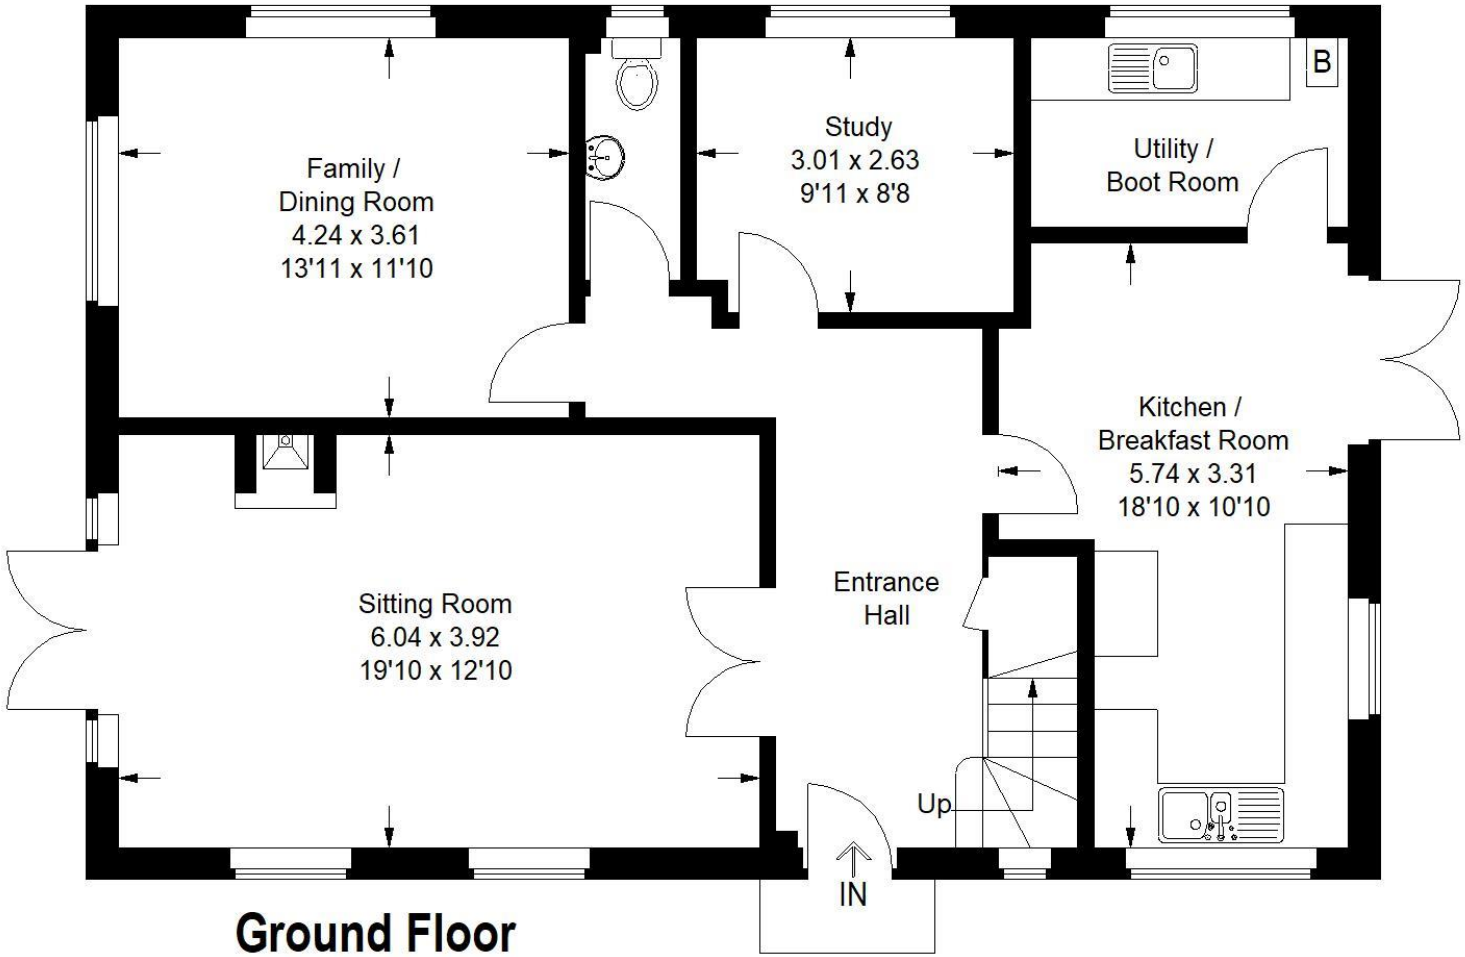 Family /
Dining Room
4.24 x 3.61
13'11 x 11'10
Study
3.01 x 2.63
9'11 x 8'8
B
Utility /
Boot Room
Kitchen /
Breakfast Room
5.74 x 3.31
18'10 x 10'10
Sitting Room
6.04 x 3.92
19'10 x 12'10
Entrance
Hall
Up
IN
Ground Floor